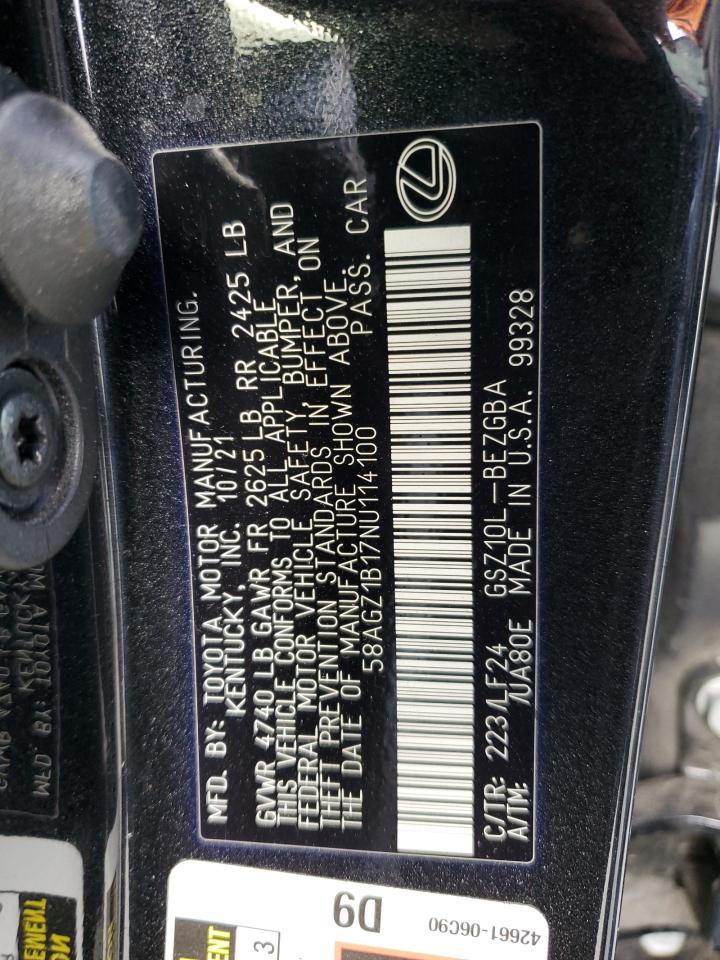 MFD. BY: TOYOTA MOTOR MANUFACTURING.
KENTUCKY, INC. 10/21
GVWR 4740 LB GAWR FR 2625 LB RR 2425 LB
THIS VEHICLE CONFORMS TO ALL APPLICABLE
FEDERAL MOTOR VEHICLE SAFETY, BUMPER, AND
THEFT PREVENTION STANDARDS IN EFFECT ON
THE DATE OF MANUFACTURE SHOWN ABOVE.
58AGZ1B17NU114100 PASS. CAR
C/TR: 223/LF24 GSZ10L-BEZGBA
A/TM: /UA80E MADE IN U.S.A. 99328
D9
42661-06C90
3